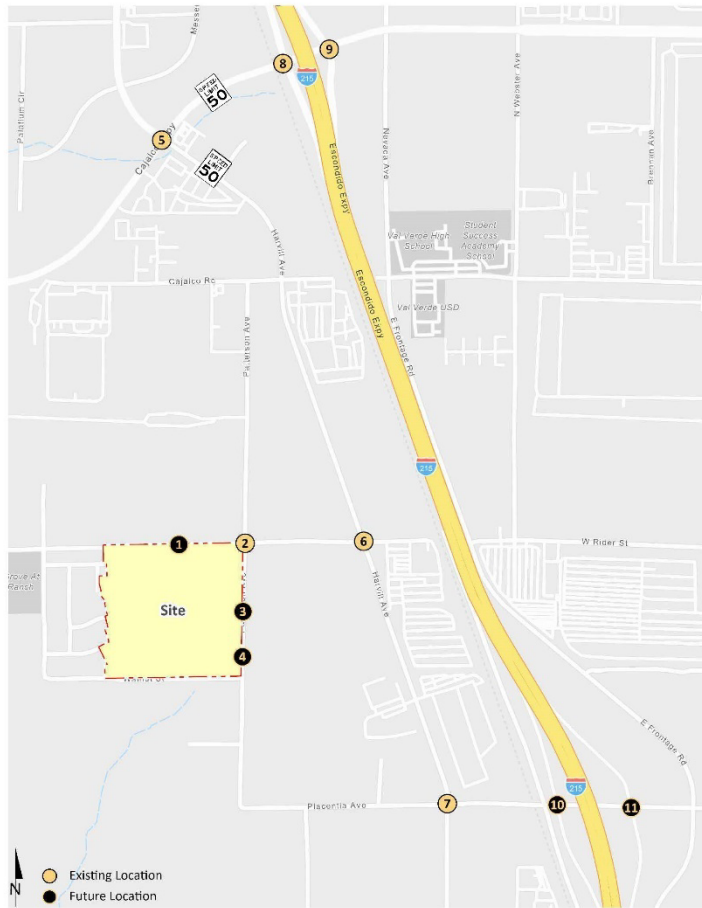 Messer
Palatium Cir
8
9
215
5
SPEED LIMIT 50
SPEED LIMIT 50
Cajalco Expy
Escondido Expy
Nevada Ave
N Webster Ave
Brennan Ave
Harvill Ave
Val Verde High School
Student Success Academy School
Cajalco Rd
Escondido Expy
Val Verde USD
E Frontage Rd
Patterson Ave
215
1
2
6
W Rider St
Grove At
Ranch
Site
3
4
Harvill Ave
E Frontage Rd
215
Placentia Ave
7
10
11
N
Existing Location
Future Location